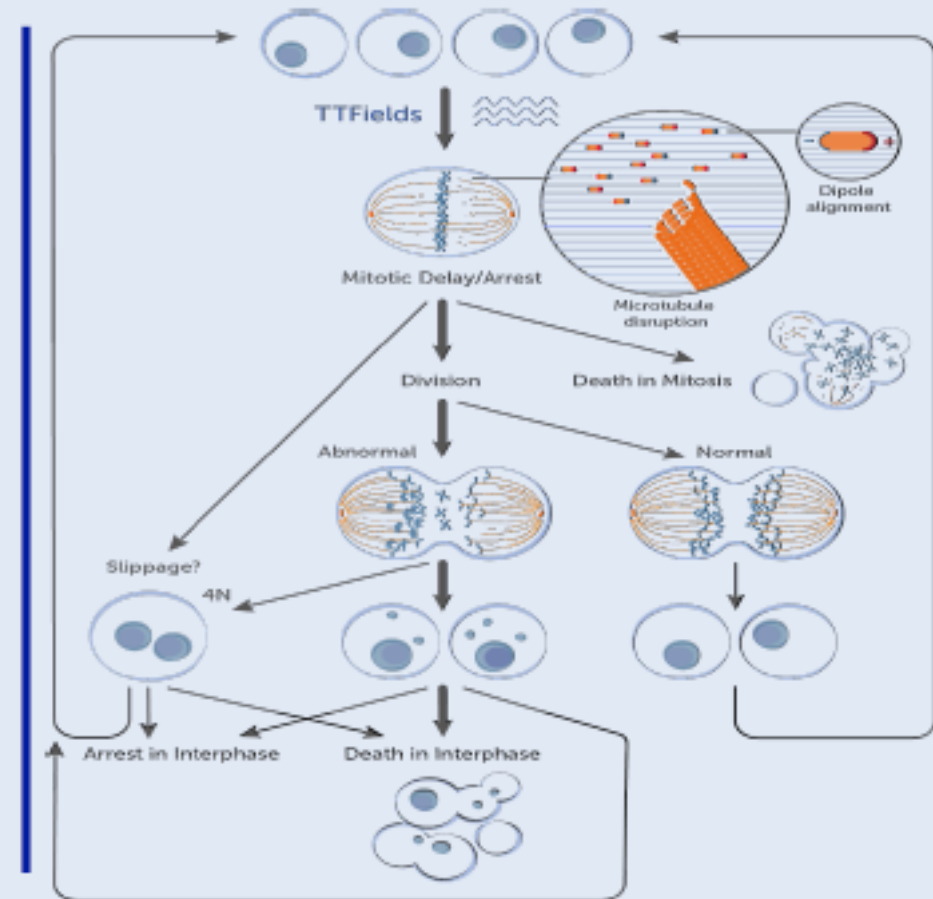 TTFields
- +
Dipole
alignment
Mitotic Delay/Arrest
Microtubule
disruption
Division
Death in Mitosis
Abnormal
Normal
Slippage?
4N
Arrest in Interphase
Death in Interphase